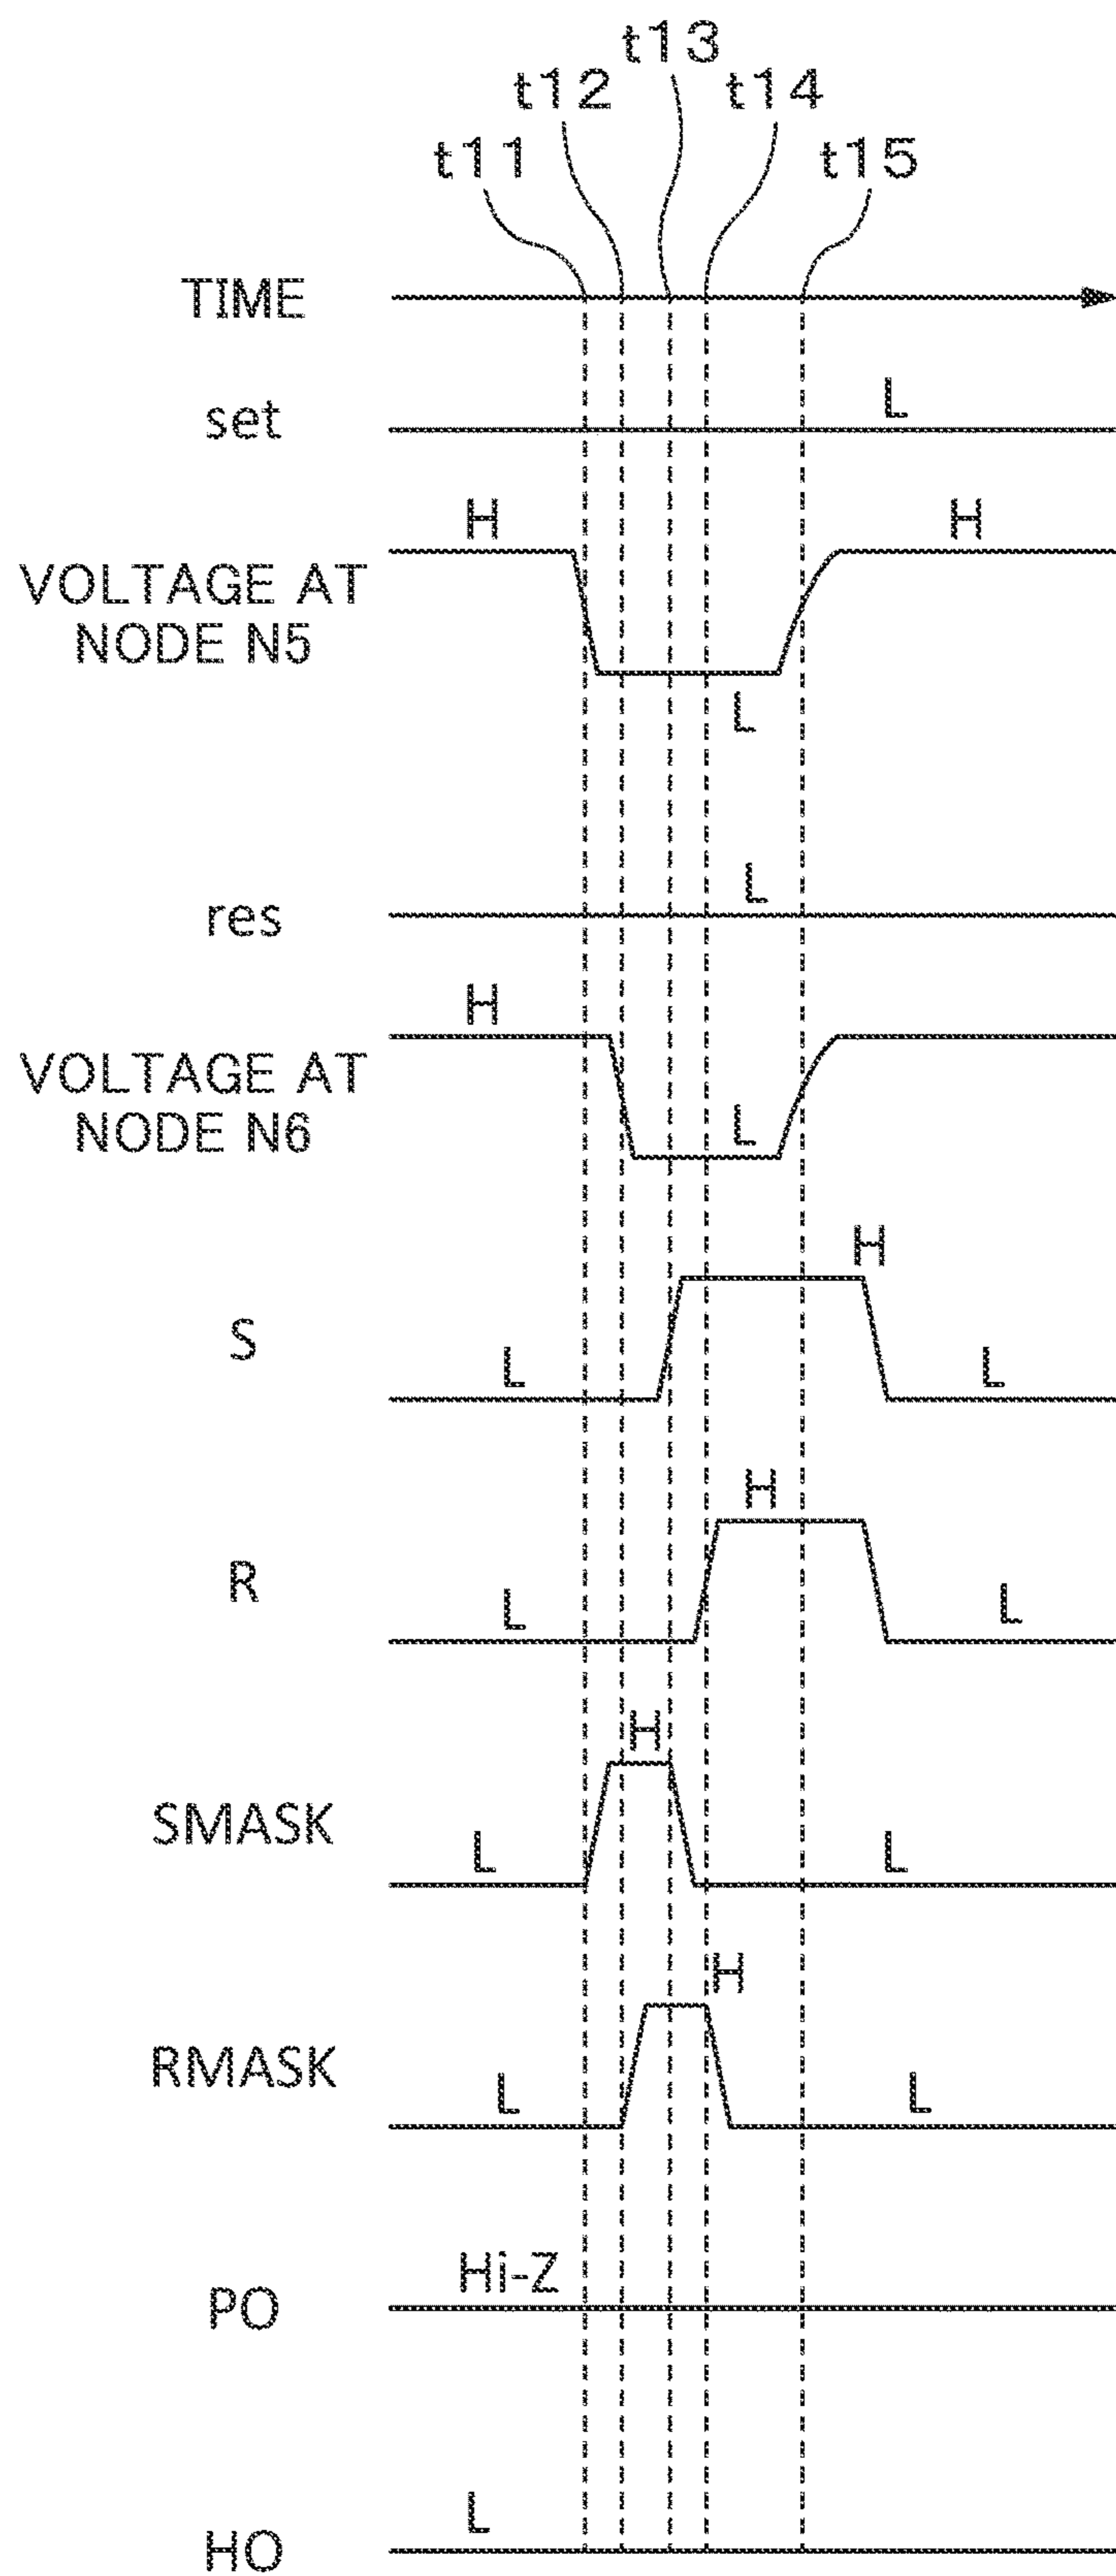 t13
t12
t14
t11
t15
TIME
set
L
H
H
VOLTAGE AT
NODE N5
L
res
L
H
VOLTAGE AT
NODE N6
L
H
S
L
L
H
R
L
L
H
SMASK
L
L
H
RMASK
L
L
Hi-Z
PO
L
HO